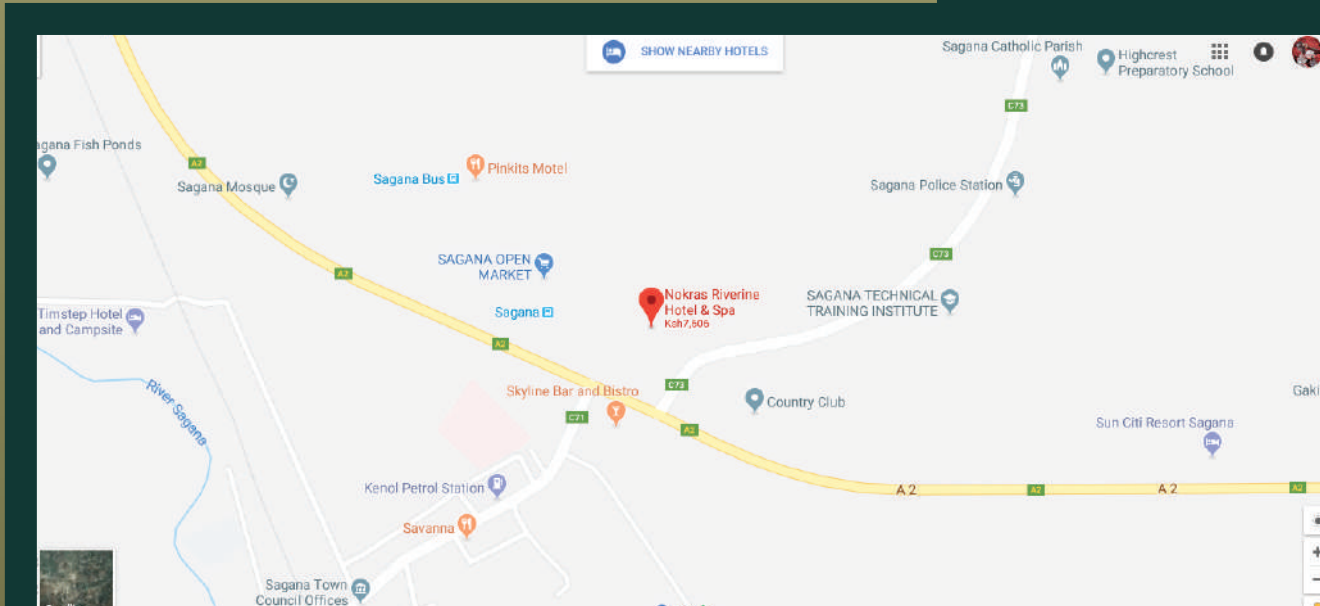 SHOW NEARBY HOTELS
Sagana Catholic Parish
Highcrest
Preparatory School
C73
agana Fish Ponds
A2
Sagana Mosque
Sagana Bus
Pinkits Motel
Sagana Police Station
SAGANA OPEN
MARKET
C73
A2
Nokras Riverine
Hotel & Spa
Ksh7,606
SAGANA TECHNICAL
TRAINING INSTITUTE
Timstep Hotel
and Campsite
Sagana
A2
River Sagana
Skyline Bar and Bistro
C73
C71
Country Club
Gaki
A2
Sun Citi Resort Sagana
Kenol Petrol Station
A 2
A2
A 2
A2
Savanna
Sagana Town
Council Offices